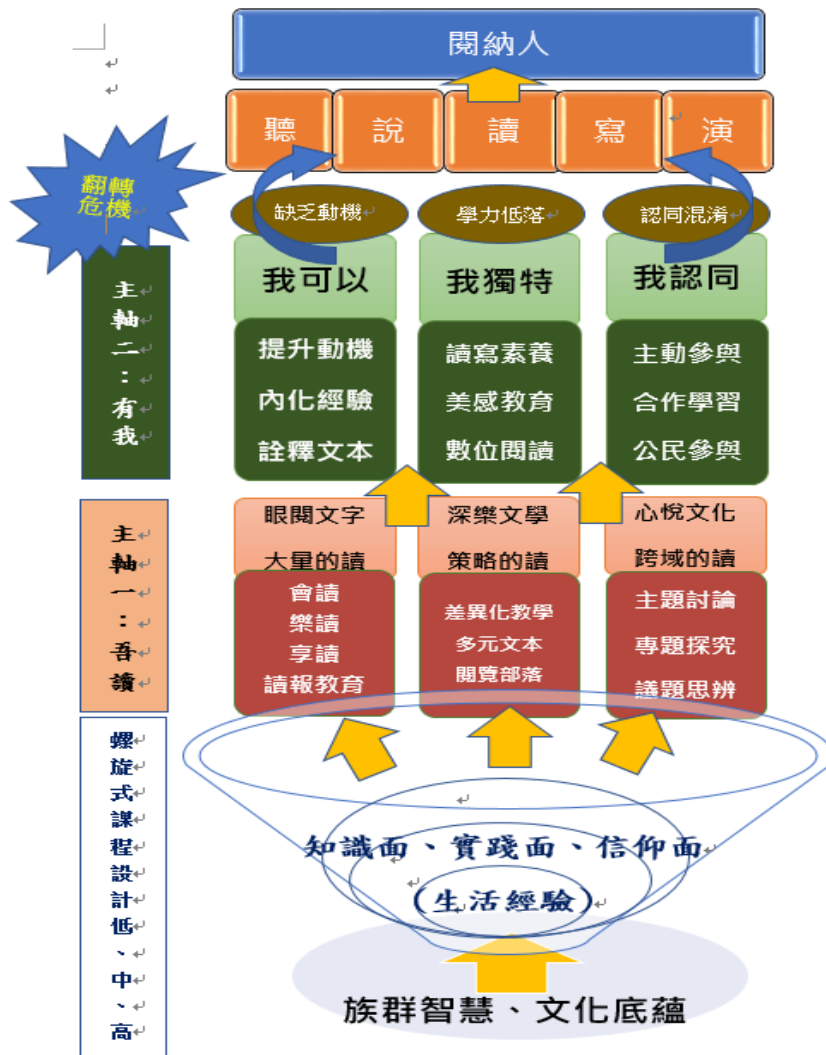 閱納人
聽 說 讀 寫 演
翻轉
危機
缺乏動機 學力低落 認同混淆
主軸二：有我
我可以 我獨特 我認同
提升動機 讀寫素養 主動參與
內化經驗 美感教育 合作學習
詮釋文本 數位閱讀 公民參與
主軸一：吾讀
眼閱文字 深樂文學 心悅文化
大量的讀 策略的讀 跨域的讀
會讀
樂讀
享讀
讀報教育
差異化教學
多元文本
閱覽部落
主題討論
專題探究
議題思辨
螺旋式課程設計低、中、高
知識面、實踐面、信仰面
(生活經驗)
族群智慧、文化底蘊